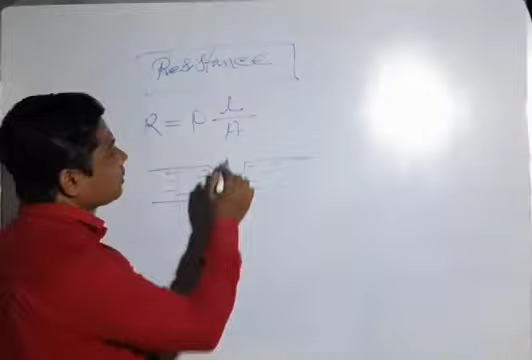 Resistance
R = ρ l/A